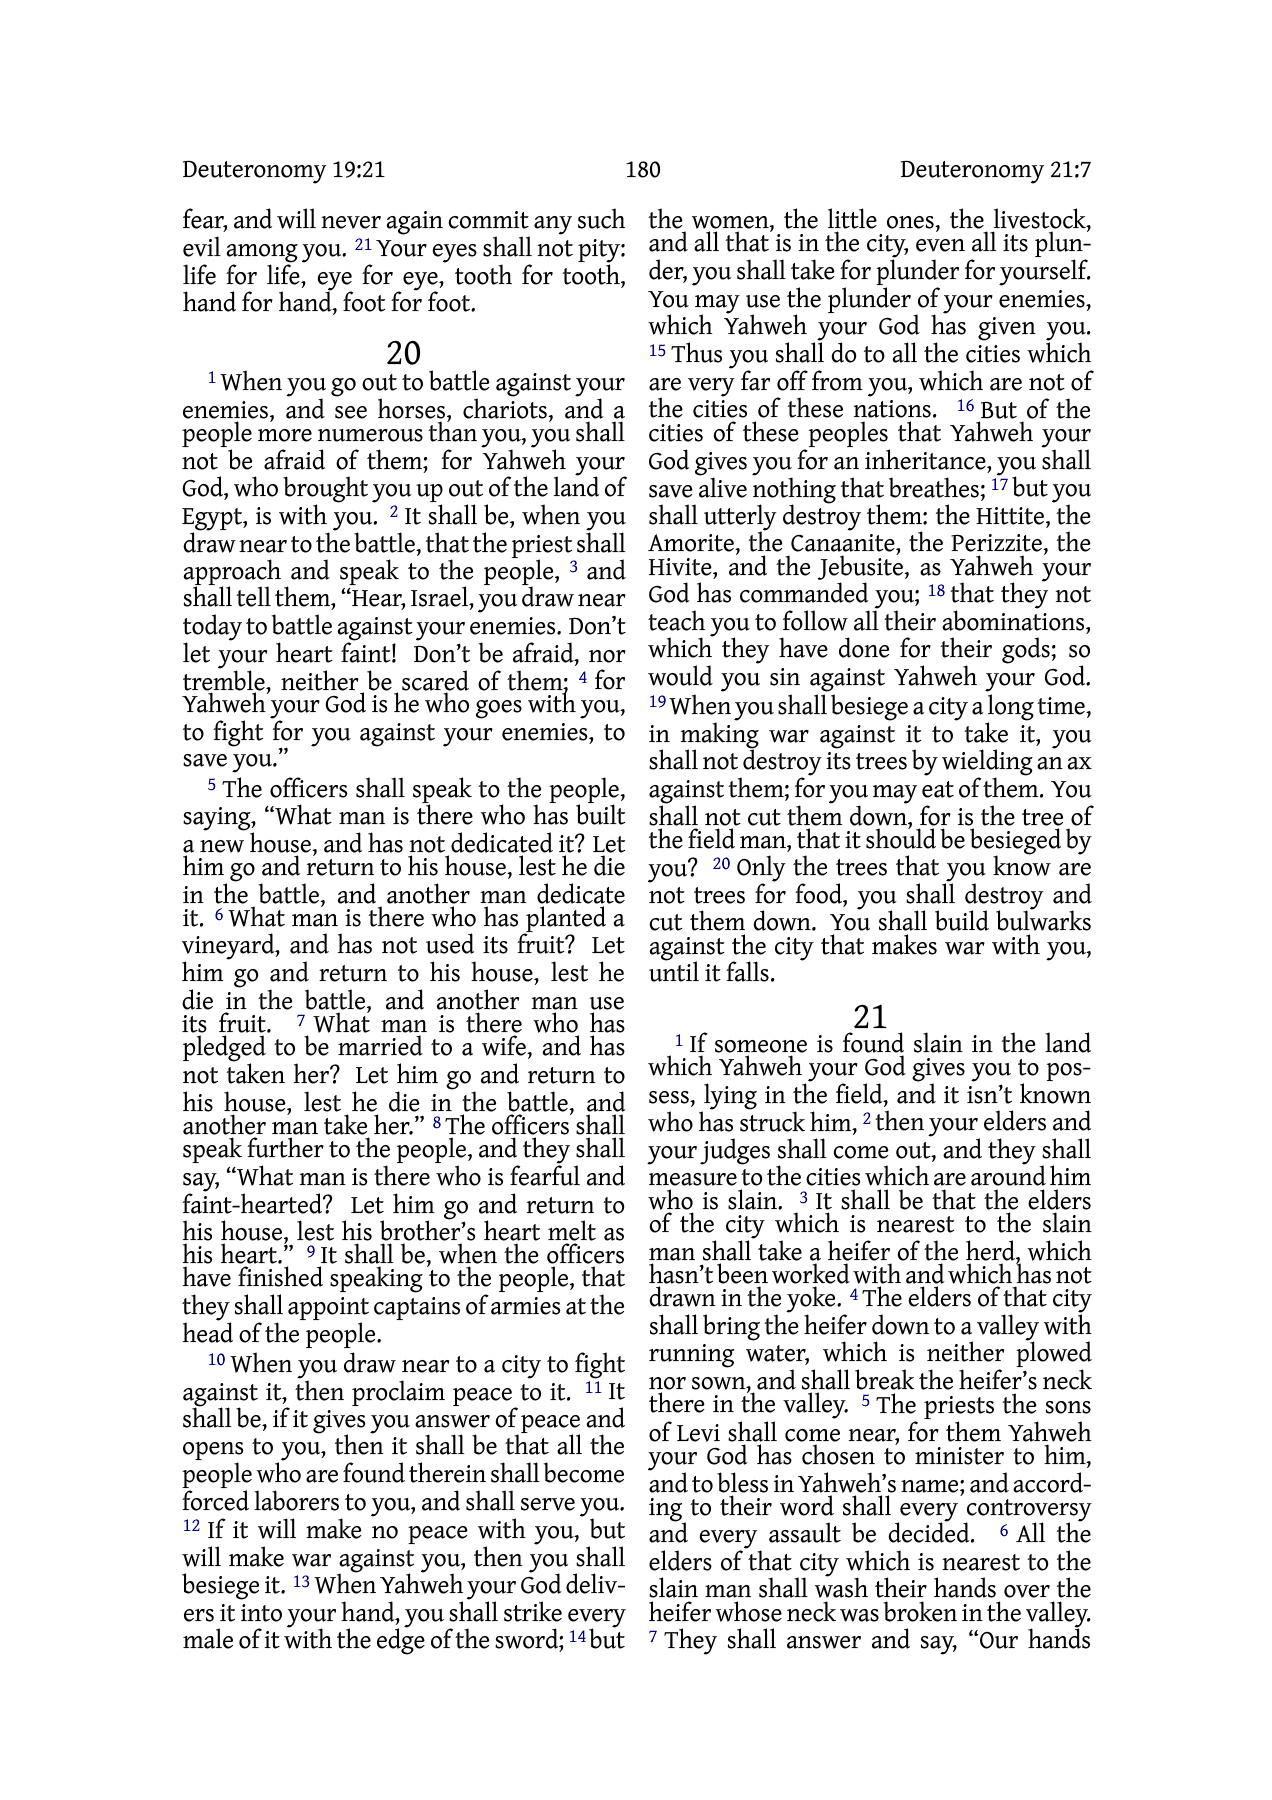 Deuteronomy 19:21 180 Deuteronomy 21:7
fear, and will never again commit any such
evil among you. 21 Your eyes shall not pity:
life for life, eye for eye, tooth for tooth,
hand for hand, foot for foot.
20
1 When you go out to battle against your
enemies, and see horses, chariots, and a
people more numerous than you, you shall
not be afraid of them; for Yahweh your
God, who brought you up out of the land of
Egypt, is with you. 2 It shall be, when you
draw near to the battle, that the priest shall
approach and speak to the people, 3 and
shall tell them, “Hear, Israel, you draw near
today to battle against your enemies. Don’t
let your heart faint! Don’t be afraid, nor
tremble, neither be scared of them; 4 for
Yahweh your God is he who goes with you,
to fight for you against your enemies, to
save you.”
5 The officers shall speak to the people,
saying, “What man is there who has built
a new house, and has not dedicated it? Let
him go and return to his house, lest he die
in the battle, and another man dedicate
it. 6 What man is there who has planted a
vineyard, and has not used its fruit? Let
him go and return to his house, lest he
die in the battle, and another man use
its fruit. 7 What man is there who has
pledged to be married to a wife, and has
not taken her? Let him go and return to
his house, lest he die in the battle, and
another man take her.” 8 The officers shall
speak further to the people, and they shall
say, “What man is there who is fearful and
faint-hearted? Let him go and return to
his house, lest his brother’s heart melt as
his heart.” 9 It shall be, when the officers
have finished speaking to the people, that
they shall appoint captains of armies at the
head of the people.
10 When you draw near to a city to fight
against it, then proclaim peace to it. 11 It
shall be, if it gives you answer of peace and
opens to you, then it shall be that all the
people who are found therein shall become
forced laborers to you, and shall serve you.
12 If it will make no peace with you, but
will make war against you, then you shall
besiege it. 13 When Yahweh your God deliv-
ers it into your hand, you shall strike every
male of it with the edge of the sword; 14 but
the women, the little ones, the livestock,
and all that is in the city, even all its plun-
der, you shall take for plunder for yourself.
You may use the plunder of your enemies,
which Yahweh your God has given you.
15 Thus you shall do to all the cities which
are very far off from you, which are not of
the cities of these nations. 16 But of the
cities of these peoples that Yahweh your
God gives you for an inheritance, you shall
save alive nothing that breathes; 17 but you
shall utterly destroy them: the Hittite, the
Amorite, the Canaanite, the Perizzite, the
Hivite, and the Jebusite, as Yahweh your
God has commanded you; 18 that they not
teach you to follow all their abominations,
which they have done for their gods; so
would you sin against Yahweh your God.
19 When you shall besiege a city a long time,
in making war against it to take it, you
shall not destroy its trees by wielding an ax
against them; for you may eat of them. You
shall not cut them down, for is the tree of
the field man, that it should be besieged by
you? 20 Only the trees that you know are
not trees for food, you shall destroy and
cut them down. You shall build bulwarks
against the city that makes war with you,
until it falls.
21
1 If someone is found slain in the land
which Yahweh your God gives you to pos-
sess, lying in the field, and it isn’t known
who has struck him, 2 then your elders and
your judges shall come out, and they shall
measure to the cities which are around him
who is slain. 3 It shall be that the elders
of the city which is nearest to the slain
man shall take a heifer of the herd, which
hasn’t been worked with and which has not
drawn in the yoke. 4 The elders of that city
shall bring the heifer down to a valley with
running water, which is neither plowed
nor sown, and shall break the heifer’s neck
there in the valley. 5 The priests the sons
of Levi shall come near, for them Yahweh
your God has chosen to minister to him,
and to bless in Yahweh’s name; and accord-
ing to their word shall every controversy
and every assault be decided. 6 All the
elders of that city which is nearest to the
slain man shall wash their hands over the
heifer whose neck was broken in the valley.
7 They shall answer and say, “Our hands